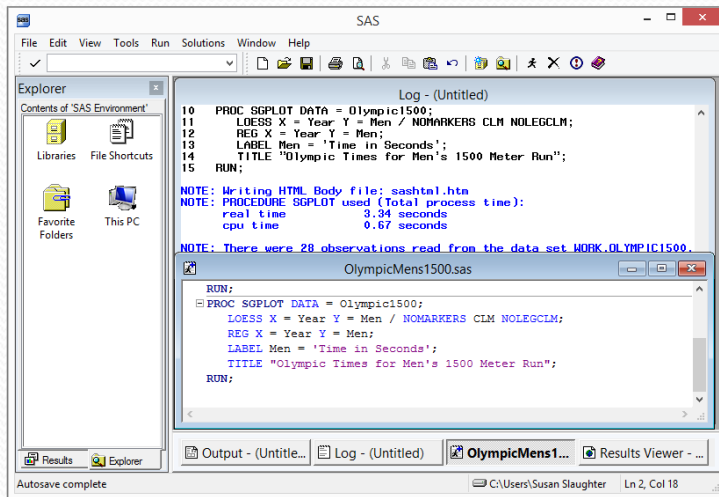 SAS
File Edit View Tools Run Solutions Window Help
Explorer
Contents of 'SAS Environment'
Libraries File Shortcuts
Favorite Folders This PC
Results Explorer
Log - (Untitled)
10 PROC SGPLOT DATA = Olympic1500;
11 LOESS X = Year Y = Men / NOMARKERS CLM NOLEGCLM;
12 REG X = Year Y = Men;
13 LABEL Men = 'Time in Seconds';
14 TITLE "Olympic Times for Men's 1500 Meter Run";
15 RUN;
NOTE: Writing HTML Body file: sashtml.htm
NOTE: PROCEDURE SGPLOT used (Total process time):
real time 3.34 seconds
cpu time 0.67 seconds
NOTE: There were 28 observations read from the data set WORK.OLYMPIC1500.
OlympicMens1500.sas
RUN;
PROC SGPLOT DATA = Olympic1500;
LOESS X = Year Y = Men / NOMARKERS CLM NOLEGCLM;
REG X = Year Y = Men;
LABEL Men = 'Time in Seconds';
TITLE "Olympic Times for Men's 1500 Meter Run";
RUN;
Output - (Untitle... Log - (Untitled) OlympicMens1... Results Viewer - ...
Autosave complete C:\Users\Susan Slaughter Ln 2, Col 18